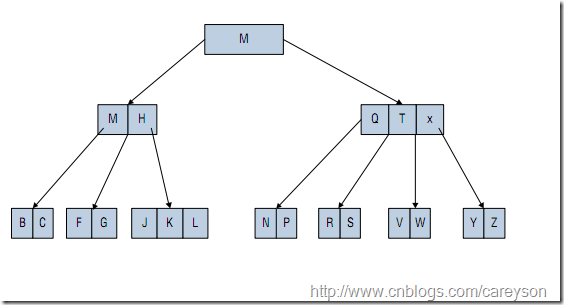 M
M H
Q T x
B C
F G
J K L
N P
R S
V W
Y Z
http://www.cnblogs.com/careyson